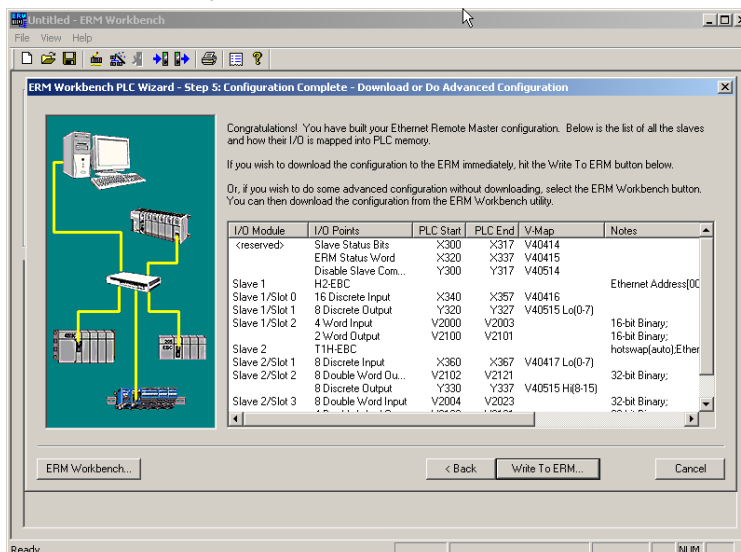 Untitled - ERM Workbench
File View Help
ERM Workbench PLC Wizard - Step 5: Configuration Complete - Download or Do Advanced Configuration
Congratulations! You have built your Ethernet Remote Master configuration. Below is the list of all the slaves
and how their I/O is mapped into PLC memory.
If you wish to download the configuration to the ERM immediately, hit the Write To ERM button below.
Or, if you wish to do some advanced configuration without downloading, select the ERM Workbench button.
You can then download the configuration from the ERM Workbench utility.
I/O Module I/O Points PLC Start PLC End V-Map Notes
<reserved> Slave Status Bits X300 X317 V40414
ERM Status Word X320 X337 V40415
Disable Slave Com... Y300 Y317 V40514
Slave 1 H2-EBC Ethernet Address[00
Slave 1/Slot 0 16 Discrete Input X340 X357 V40416
Slave 1/Slot 1 8 Discrete Output Y320 Y327 V40515 Lo(0-7)
Slave 1/Slot 2 4 Word Input V2000 V2003 16-bit Binary;
2 Word Output V2100 V2101 16-bit Binary;
Slave 2 T1H-EBC hotswap(auto);Ether
Slave 2/Slot 1 8 Discrete Input X360 X367 V40417 Lo(0-7)
Slave 2/Slot 2 8 Double Word Ou... V2102 V2121 32-bit Binary;
8 Discrete Output Y330 Y337 V40515 Hi(8-15)
Slave 2/Slot 3 8 Double Word Input V2004 V2023 32-bit Binary;
ERM Workbench... < Back Write To ERM... Cancel
Ready NUM